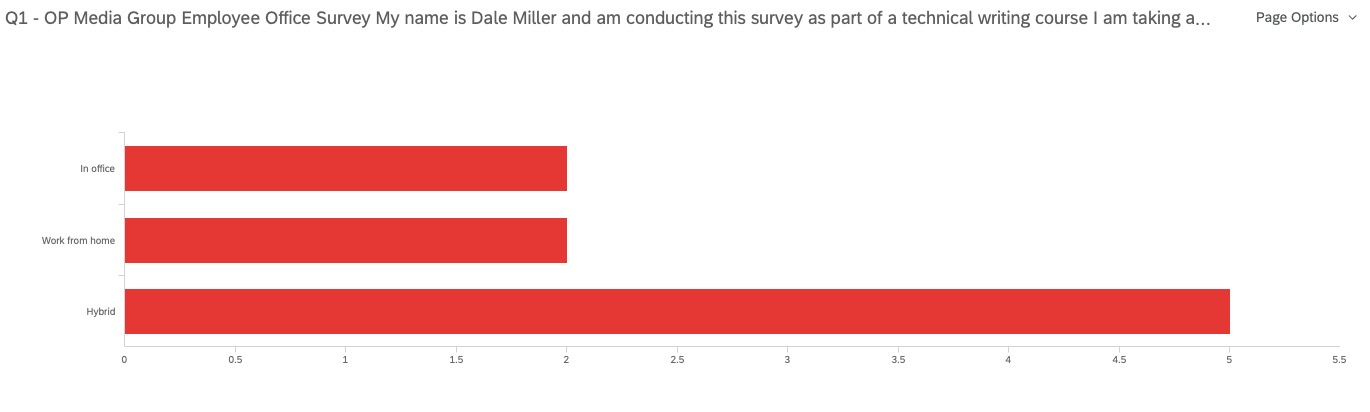 Q1 - OP Media Group Employee Office Survey My name is Dale Miller and am conducting this survey as part of a technical writing course I am taking a...
Page Options
In office
Work from home
Hybrid
0 0.5 1 1.5 2 2.5 3 3.5 4 4.5 5 5.5